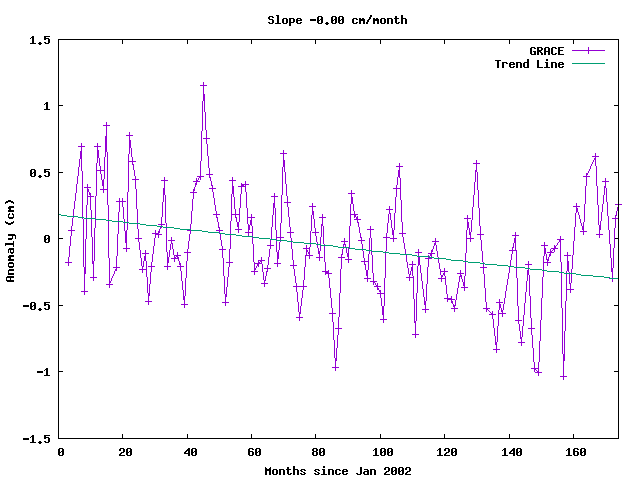 Slope -0.00 cm/month
GRACE
Trend Line
1.5
1
0.5
0
-0.5
-1
-1.5
Anomaly (cm)
0 20 40 60 80 100 120 140 160
Months since Jan 2002